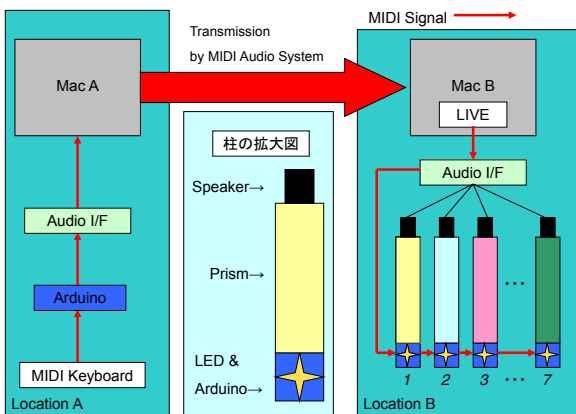 Mac A
Audio I/F
Arduino
MIDI Keyboard
Location A
Transmission
by MIDI Audio System
柱の拡大図
Speaker→
Prism→
LED &
Arduino→
MIDI Signal
Mac B
LIVE
Audio I/F
...
1 2 3 ... 7
Location B